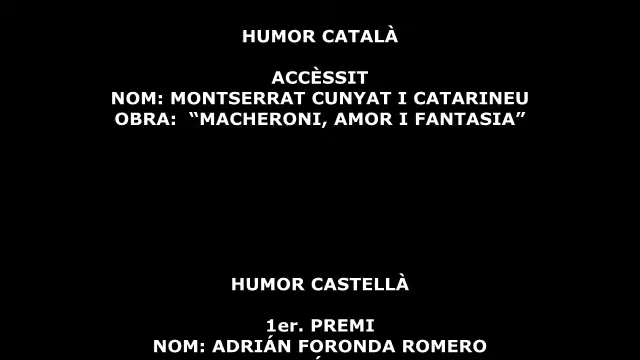 HUMOR CATALÀ
ACCÈSSIT
NOM: MONTSERRAT CUNYAT I CATARINEU
OBRA: “MACHERONI, AMOR I FANTASIA”
HUMOR CASTELLÀ
1er. PREMI
NOM: ADRIÁN FORONDA ROMERO